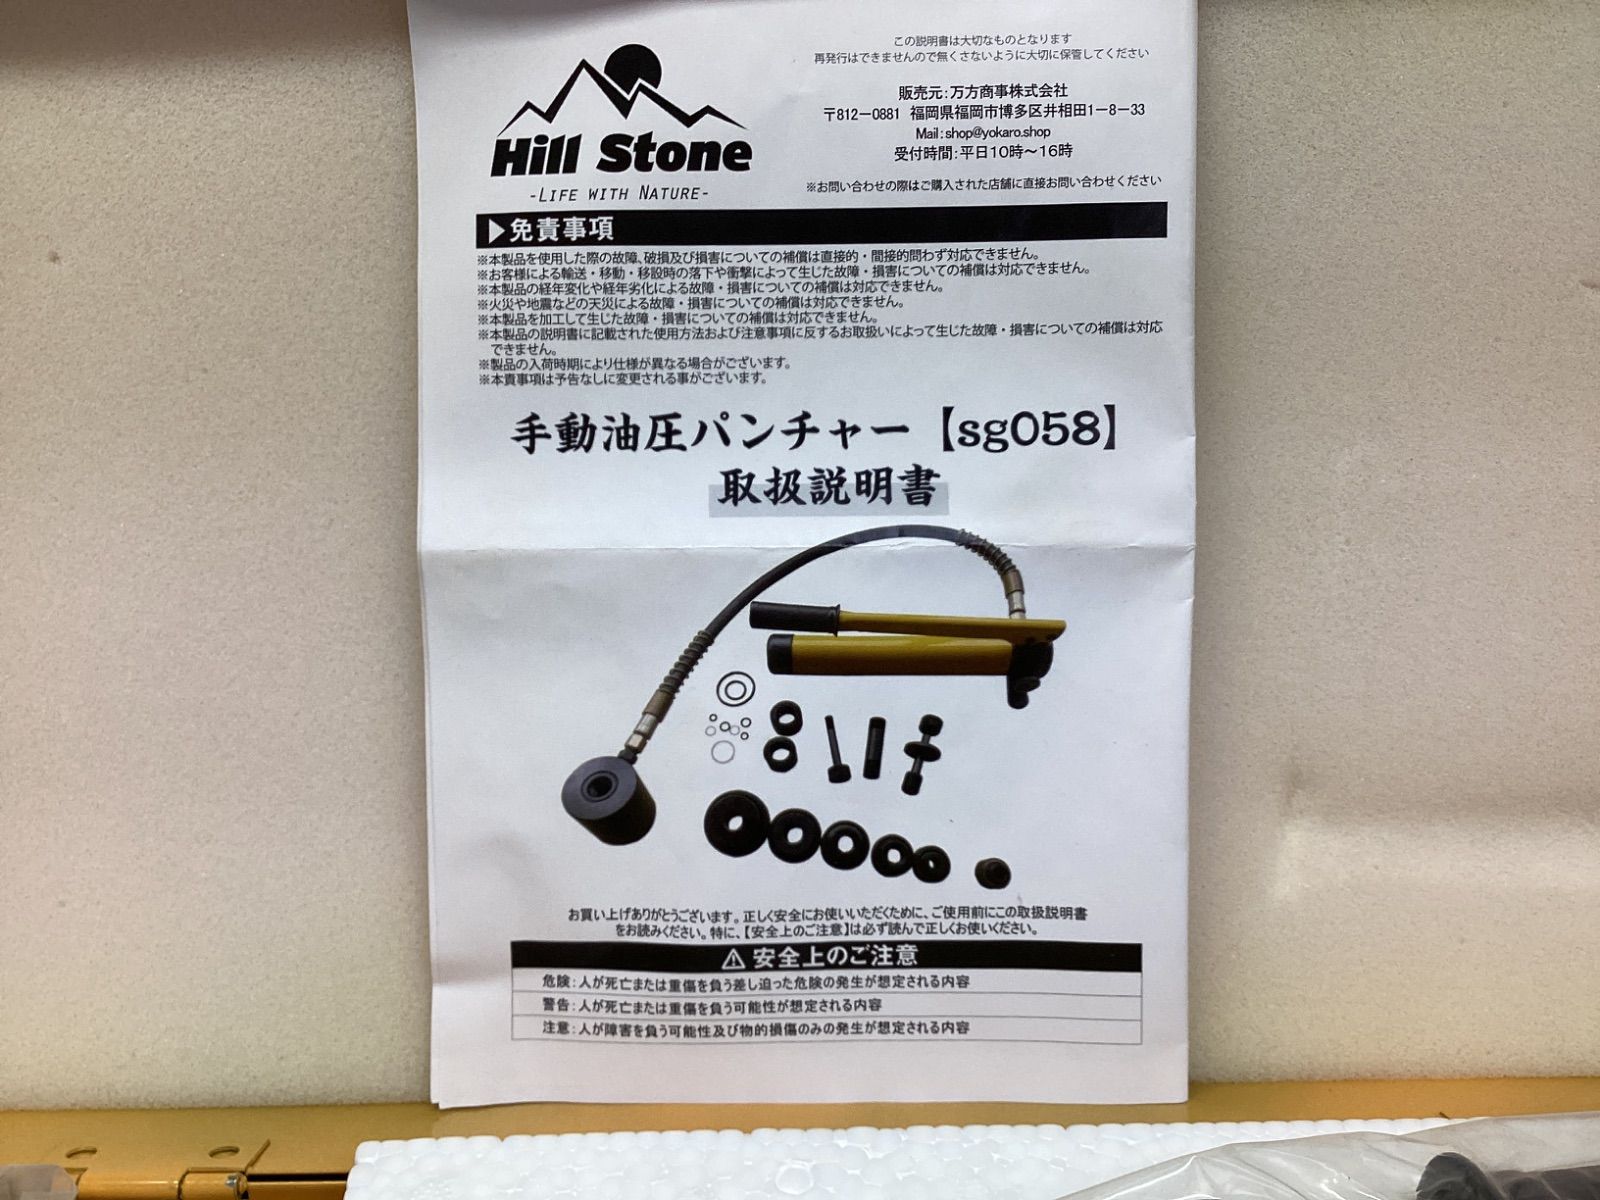 Hill Stone
-LIFE WITH NATURE-
この説明書は大切なものとなります
再発行はできませんので無くさないように大切に保管してください
販売元:万方商事株式会社
〒812-0881 福岡県福岡市博多区井相田1-8-33
Mail:shop@yokaro.shop
受付時間:平日10時~16時
※お問い合わせの際はご購入された店舗に直接お問い合わせください
▶免責事項
※本製品を使用した際の故障、破損及び損害についての補償は直接的・間接的問わず対応できません。
※お客様による輸送・移動・移設時の落下や衝撃によって生じた故障・損害についての補償は対応できません。
※本製品の経年変化や経年劣化による故障・損害についての補償は対応できません。
※火災や地震などの天災による故障・損害についての補償は対応できません。
※本製品を加工して生じた故障・損害についての補償は対応できません。
※本製品の説明書に記載された使用方法および注意事項に反するお取扱いによって生じた故障・損害についての補償は対応
できません。
※製品の入荷時期により仕様が異なる場合がございます。
※本責事項は予告なしに変更される事がございます。
手動油圧パンチャー【sg058】
取扱説明書
お買い上げありがとうございます。正しく安全にお使いいただくために、ご使用前にこの取扱説明書
をお読みください。特に、【安全上のご注意】は必ず読んで正しくお使いください。
⚠安全上のご注意
危険:人が死亡または重傷を負う差し迫った危険の発生が想定される内容
警告:人が死亡または重傷を負う可能性が想定される内容
注意:人が障害を負う可能性及び物的損傷のみの発生が想定される内容